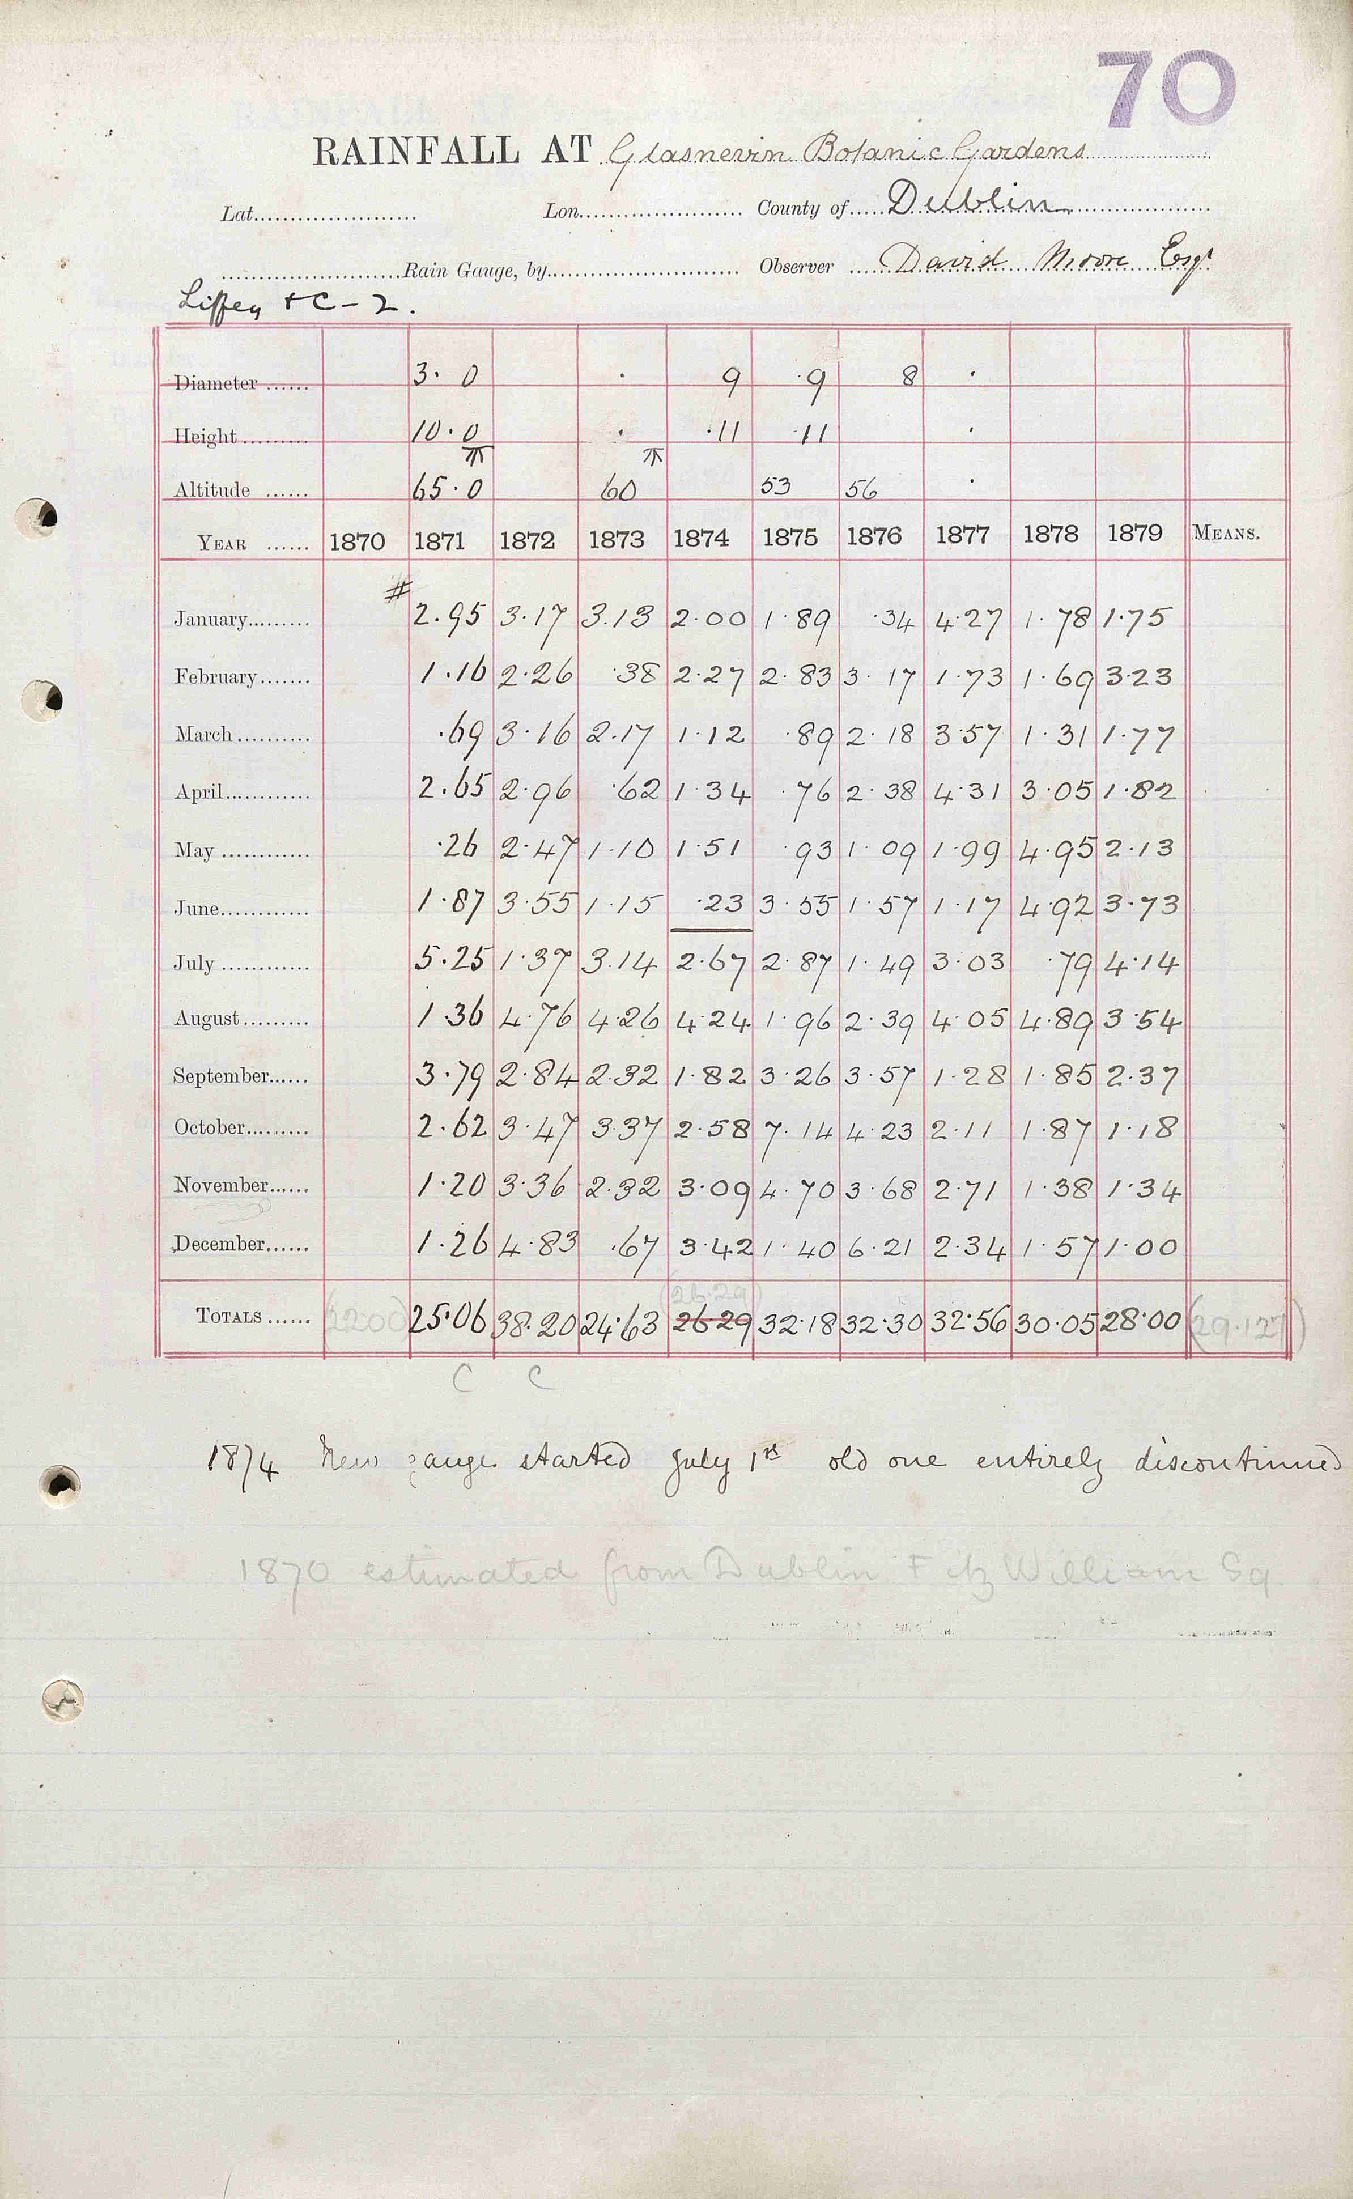 70
RAINFALL AT Glasnevin Botanic Gardens
Lat. Lon. County of Dublin
Rain Gauge, by Observer David Moore Esqr
Liffey &C - 2.
Diameter 3. 0 . 9 .9 8 .
Height 10.0 . .11 .11 .
Altitude 65.0 60 53 56 .
YEAR 1870 1871 1872 1873 1874 1875 1876 1877 1878 1879 MEANS.
#
January 2.95 3.17 3.13 2.00 1.89 .34 4.27 1.78 1.75
February 1.16 2.26 .38 2.27 2.83 3.17 1.73 1.69 3.23
March .69 3.16 2.17 1.12 .89 2.18 3.57 1.31 1.77
April 2.65 2.96 .62 1.34 .76 2.38 4.31 3.05 1.82
May .26 2.47 1.10 1.51 .93 1.09 1.99 4.95 2.13
June 1.87 3.55 1.15 .23 3.55 1.57 1.17 4.92 3.73
July 5.25 1.37 3.14 2.67 2.87 1.49 3.03 .79 4.14
August 1.36 4.76 4.26 4.24 1.96 2.39 4.05 4.89 3.54
September 3.79 2.84 2.32 1.82 3.26 3.57 1.28 1.85 2.37
October 2.62 3.47 3.37 2.58 7.14 4.23 2.11 1.87 1.18
November 1.20 3.36 2.32 3.09 4.70 3.68 2.71 1.38 1.34
December 1.26 4.83 .67 3.42 1.40 6.21 2.34 1.57 1.00
(26.29)
TOTALS (2200) 25.06 38.20 24.63 26.29 32.18 32.30 32.56 30.05 28.00 (29.127)
C C
1874 New gauge started July 1st old one entirely discontinued
1870 estimated from Dublin Fitz William Sq